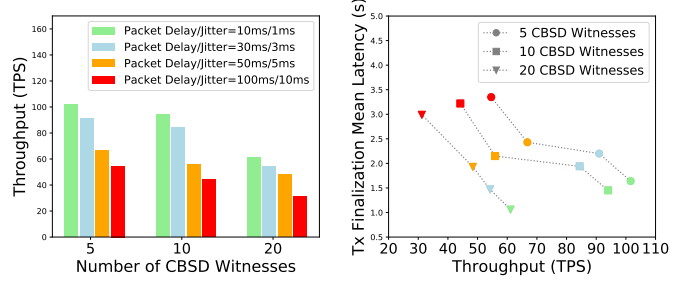 Packet Delay/Jitter=10ms/1ms
Packet Delay/Jitter=30ms/3ms
Packet Delay/Jitter=50ms/5ms
Packet Delay/Jitter=100ms/10ms
Throughput (TPS)
160
140
120
100
80
60
40
20
0
5 10 20
Number of CBSD Witnesses
5 CBSD Witnesses
10 CBSD Witnesses
20 CBSD Witnesses
Tx Finalization Mean Latency (s)
5.0
4.5
4.0
3.5
3.0
2.5
2.0
1.5
1.0
0.5
20 30 40 50 60 70 80 90 100 110
Throughput (TPS)